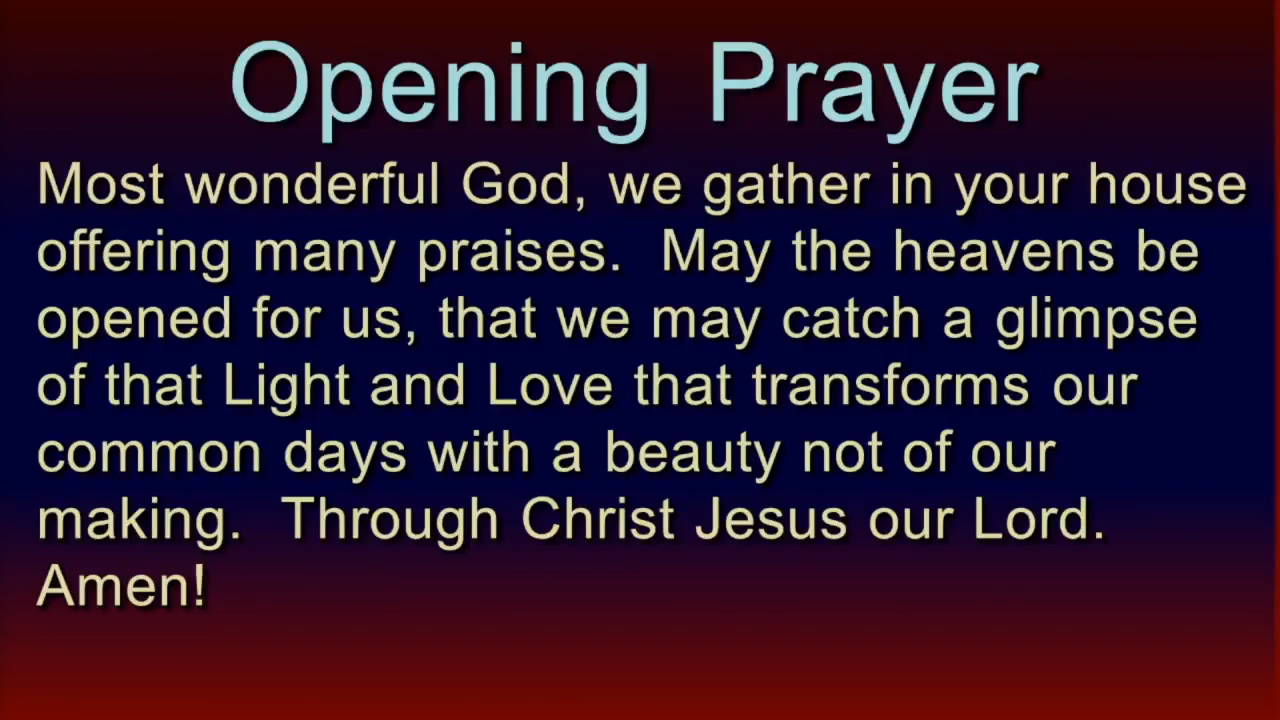 Opening Prayer
Most wonderful God, we gather in your house
offering many praises.  May the heavens be
opened for us, that we may catch a glimpse
of that Light and Love that transforms our
common days with a beauty not of our
making.  Through Christ Jesus our Lord.
Amen!